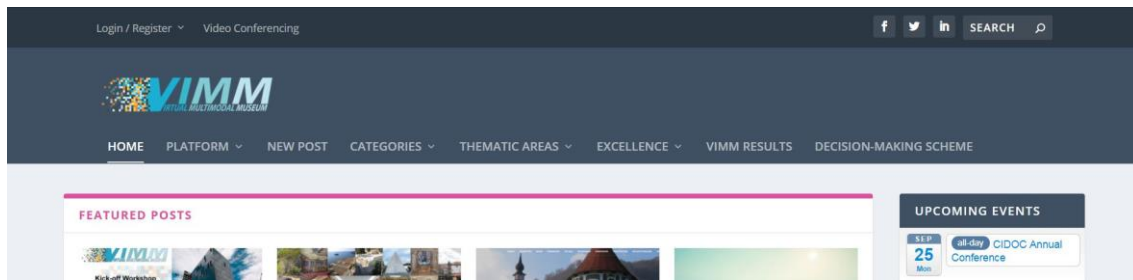 Login / Register Video Conferencing
f in SEARCH
VIMM
VIRTUAL MULTIMODAL MUSEUM
HOME PLATFORM NEW POST CATEGORIES THEMATIC AREAS EXCELLENCE VIMM RESULTS DECISION-MAKING SCHEME
FEATURED POSTS
UPCOMING EVENTS
VIMM
Kick-off Workshop
SEP
25
Mon
all-day CIDOC Annual
Conference